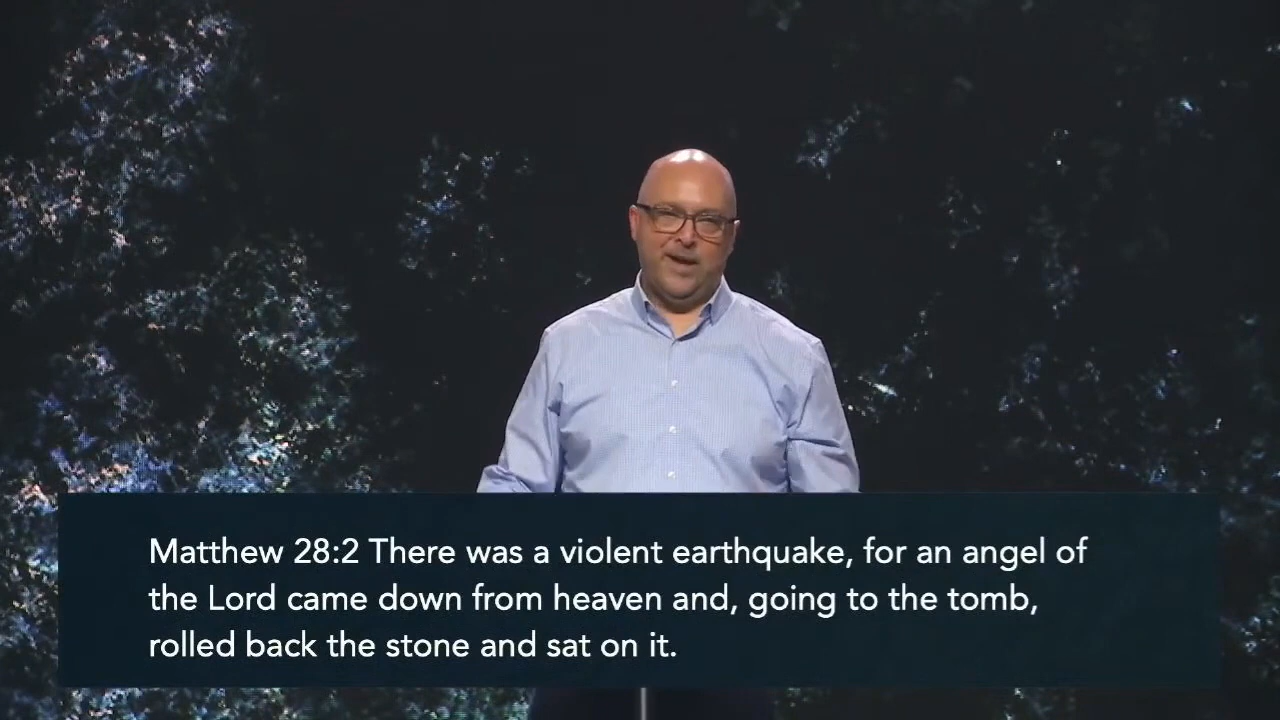 Matthew 28:2 There was a violent earthquake, for an angel of
the Lord came down from heaven and, going to the tomb,
rolled back the stone and sat on it.